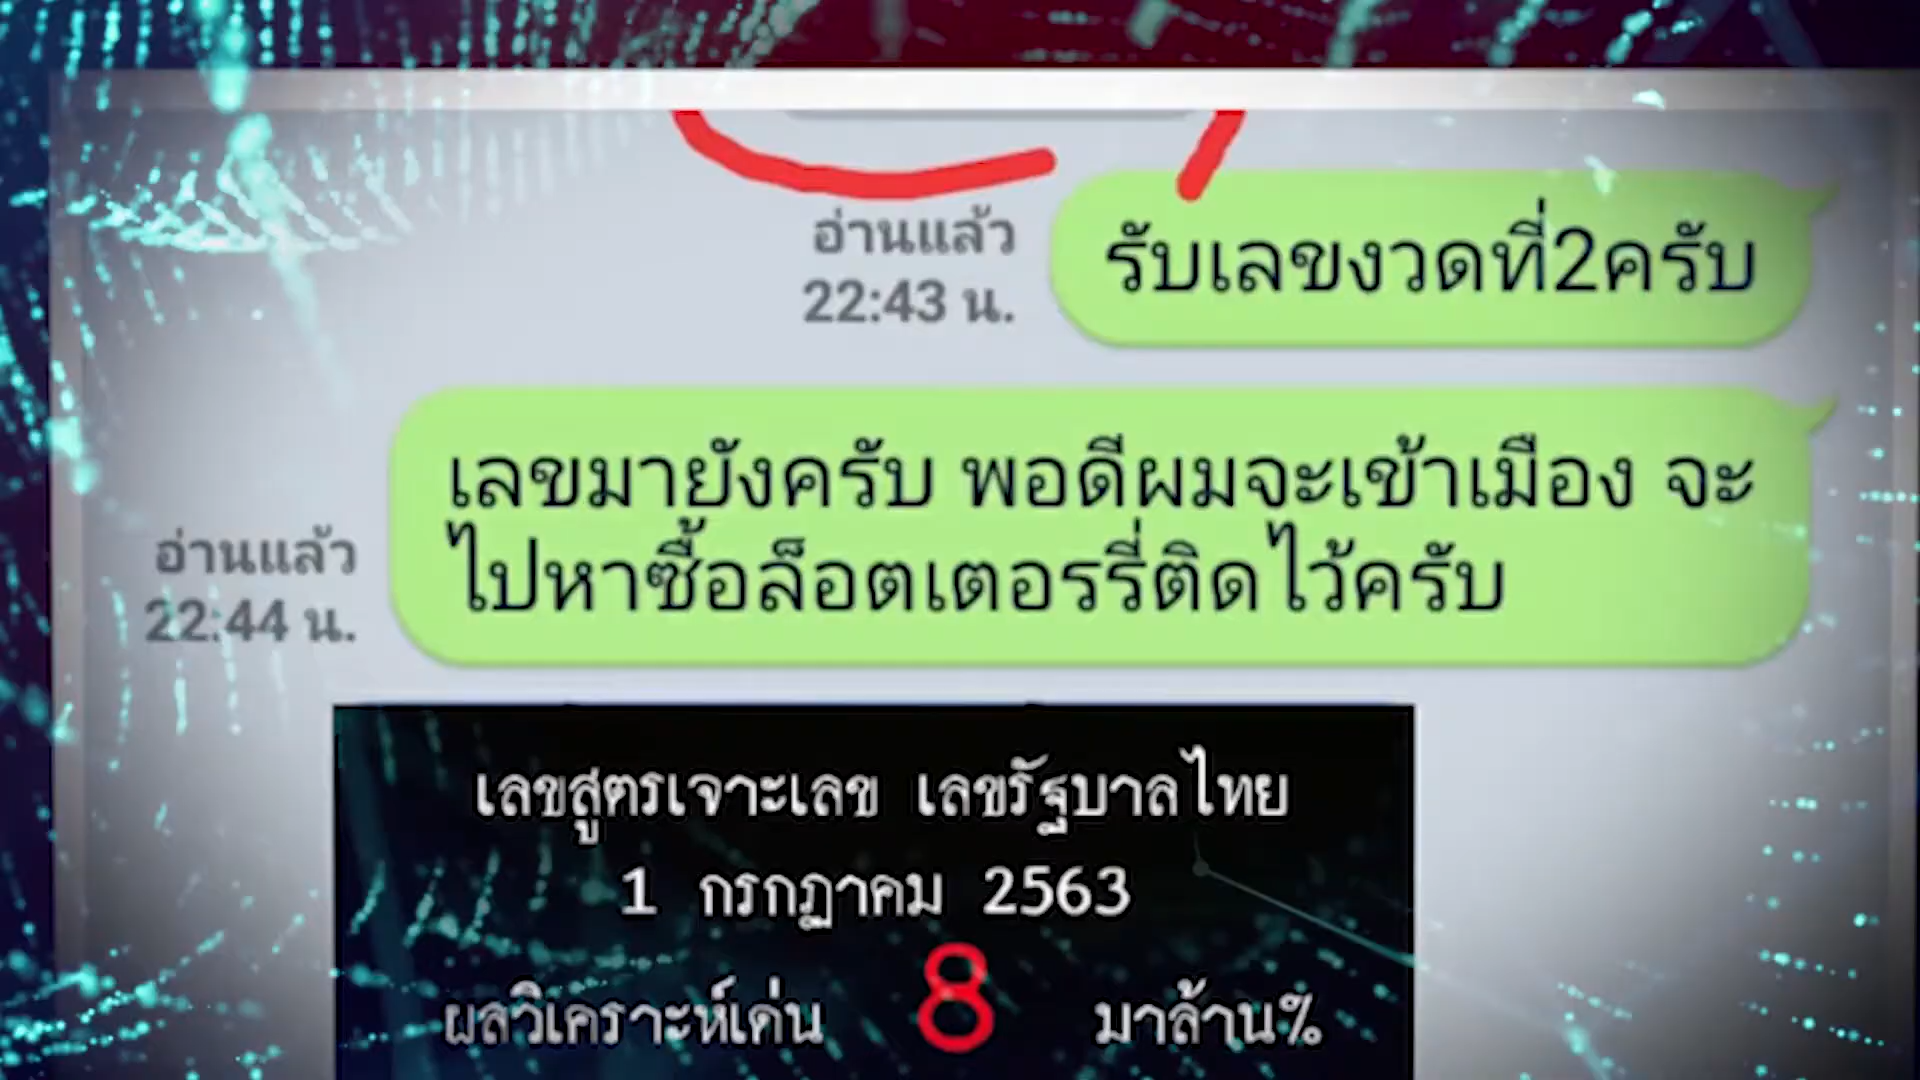 รับเลขงวดที่2ครับ
อ่านแล้ว
22:43 น.
เลขมายังครับ พอดีผมจะเข้าเมือง จะ
ไปหาซื้อล็อตเตอรรี่ติดไว้ครับ
อ่านแล้ว
22:44 น.
เลขสูตรเจาะเลข เลขรัฐบาลไทย
1 กรกฏาคม 2563
ผลวิเคราะห์เด่น 8 มาล้าน%